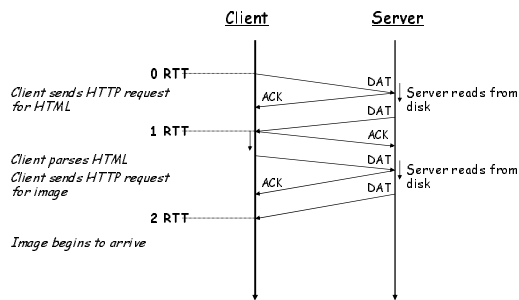 Client
Server
0 RTT
DAT
Client sends HTTP request
for HTML
ACK
Server reads from
disk
DAT
1 RTT
ACK
Client parses HTML
DAT
Client sends HTTP request
for image
ACK
Server reads from
disk
DAT
2 RTT
Image begins to arrive